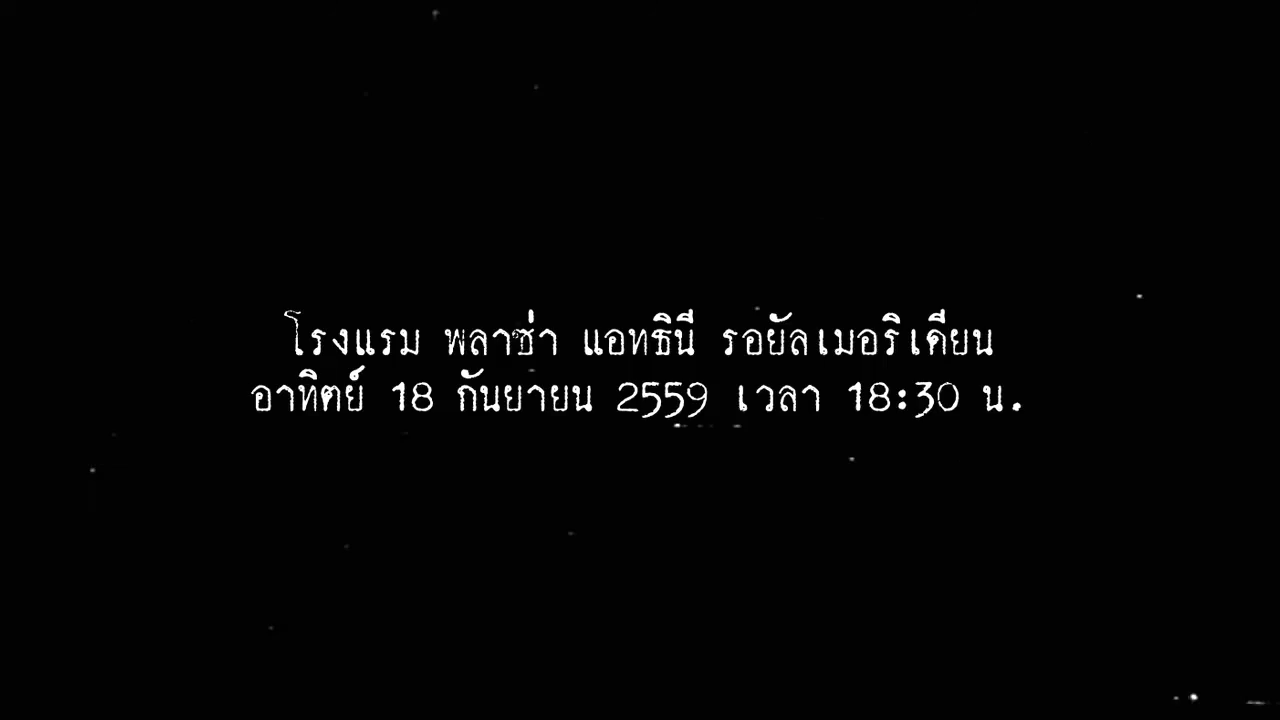 โรงแรม พลาซ่า แอทธินี รอยัลเมอริเดียน
อาทิตย์ 18 กันยายน 2559 เวลา 18:30 น.